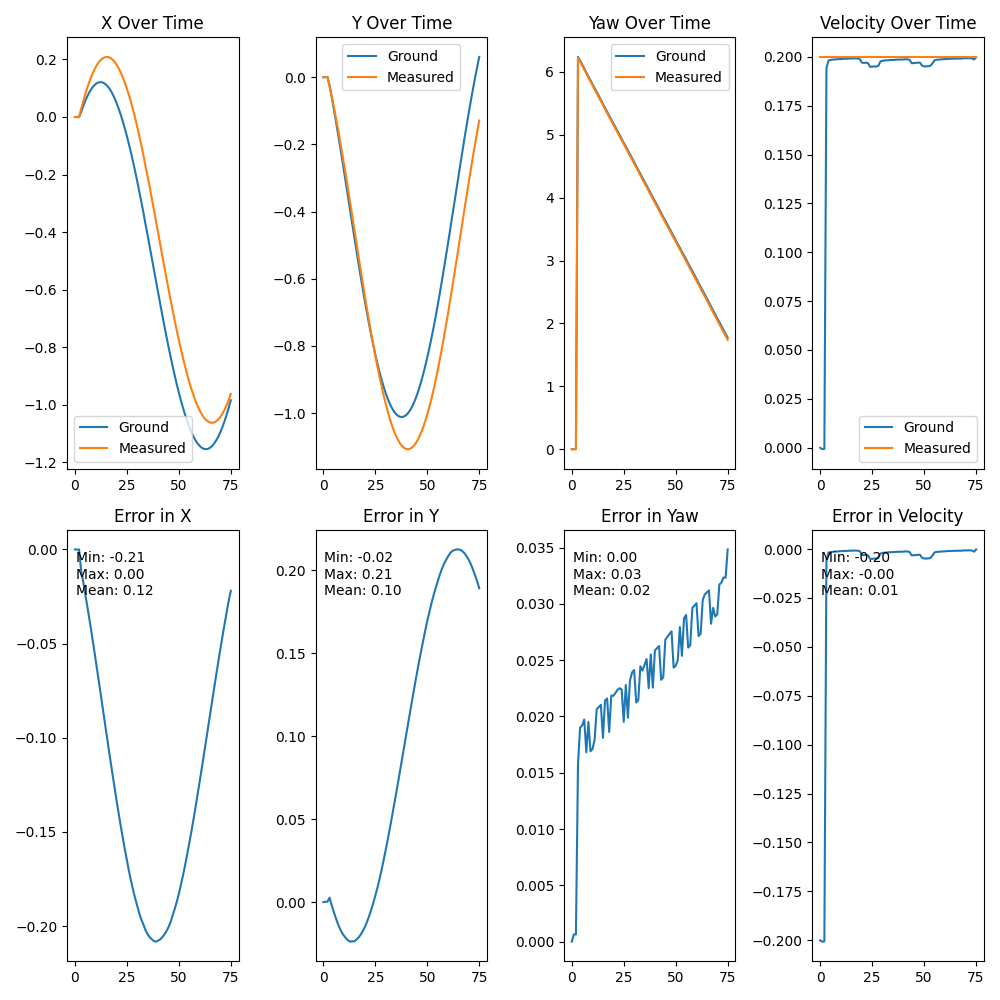 X Over Time
0.2
0.0
−0.2
−0.4
−0.6
−0.8
−1.0
−1.2
0 25 50 75
Ground
Measured
Y Over Time
0.0
−0.2
−0.4
−0.6
−0.8
−1.0
0 25 50 75
Ground
Measured
Yaw Over Time
6
5
4
3
2
1
0
0 25 50 75
Ground
Measured
Velocity Over Time
0.200
0.175
0.150
0.125
0.100
0.075
0.050
0.025
0.000
0 25 50 75
Ground
Measured
Error in X
0.00
−0.05
−0.10
−0.15
−0.20
0 25 50 75
Min: -0.21
Max: 0.00
Mean: 0.12
Error in Y
0.20
0.15
0.10
0.05
0.00
0 25 50 75
Min: -0.02
Max: 0.21
Mean: 0.10
Error in Yaw
0.035
0.030
0.025
0.020
0.015
0.010
0.005
0.000
0 25 50 75
Min: 0.00
Max: 0.03
Mean: 0.02
Error in Velocity
0.000
−0.025
−0.050
−0.075
−0.100
−0.125
−0.150
−0.175
−0.200
0 25 50 75
Min: -0.20
Max: -0.00
Mean: 0.01